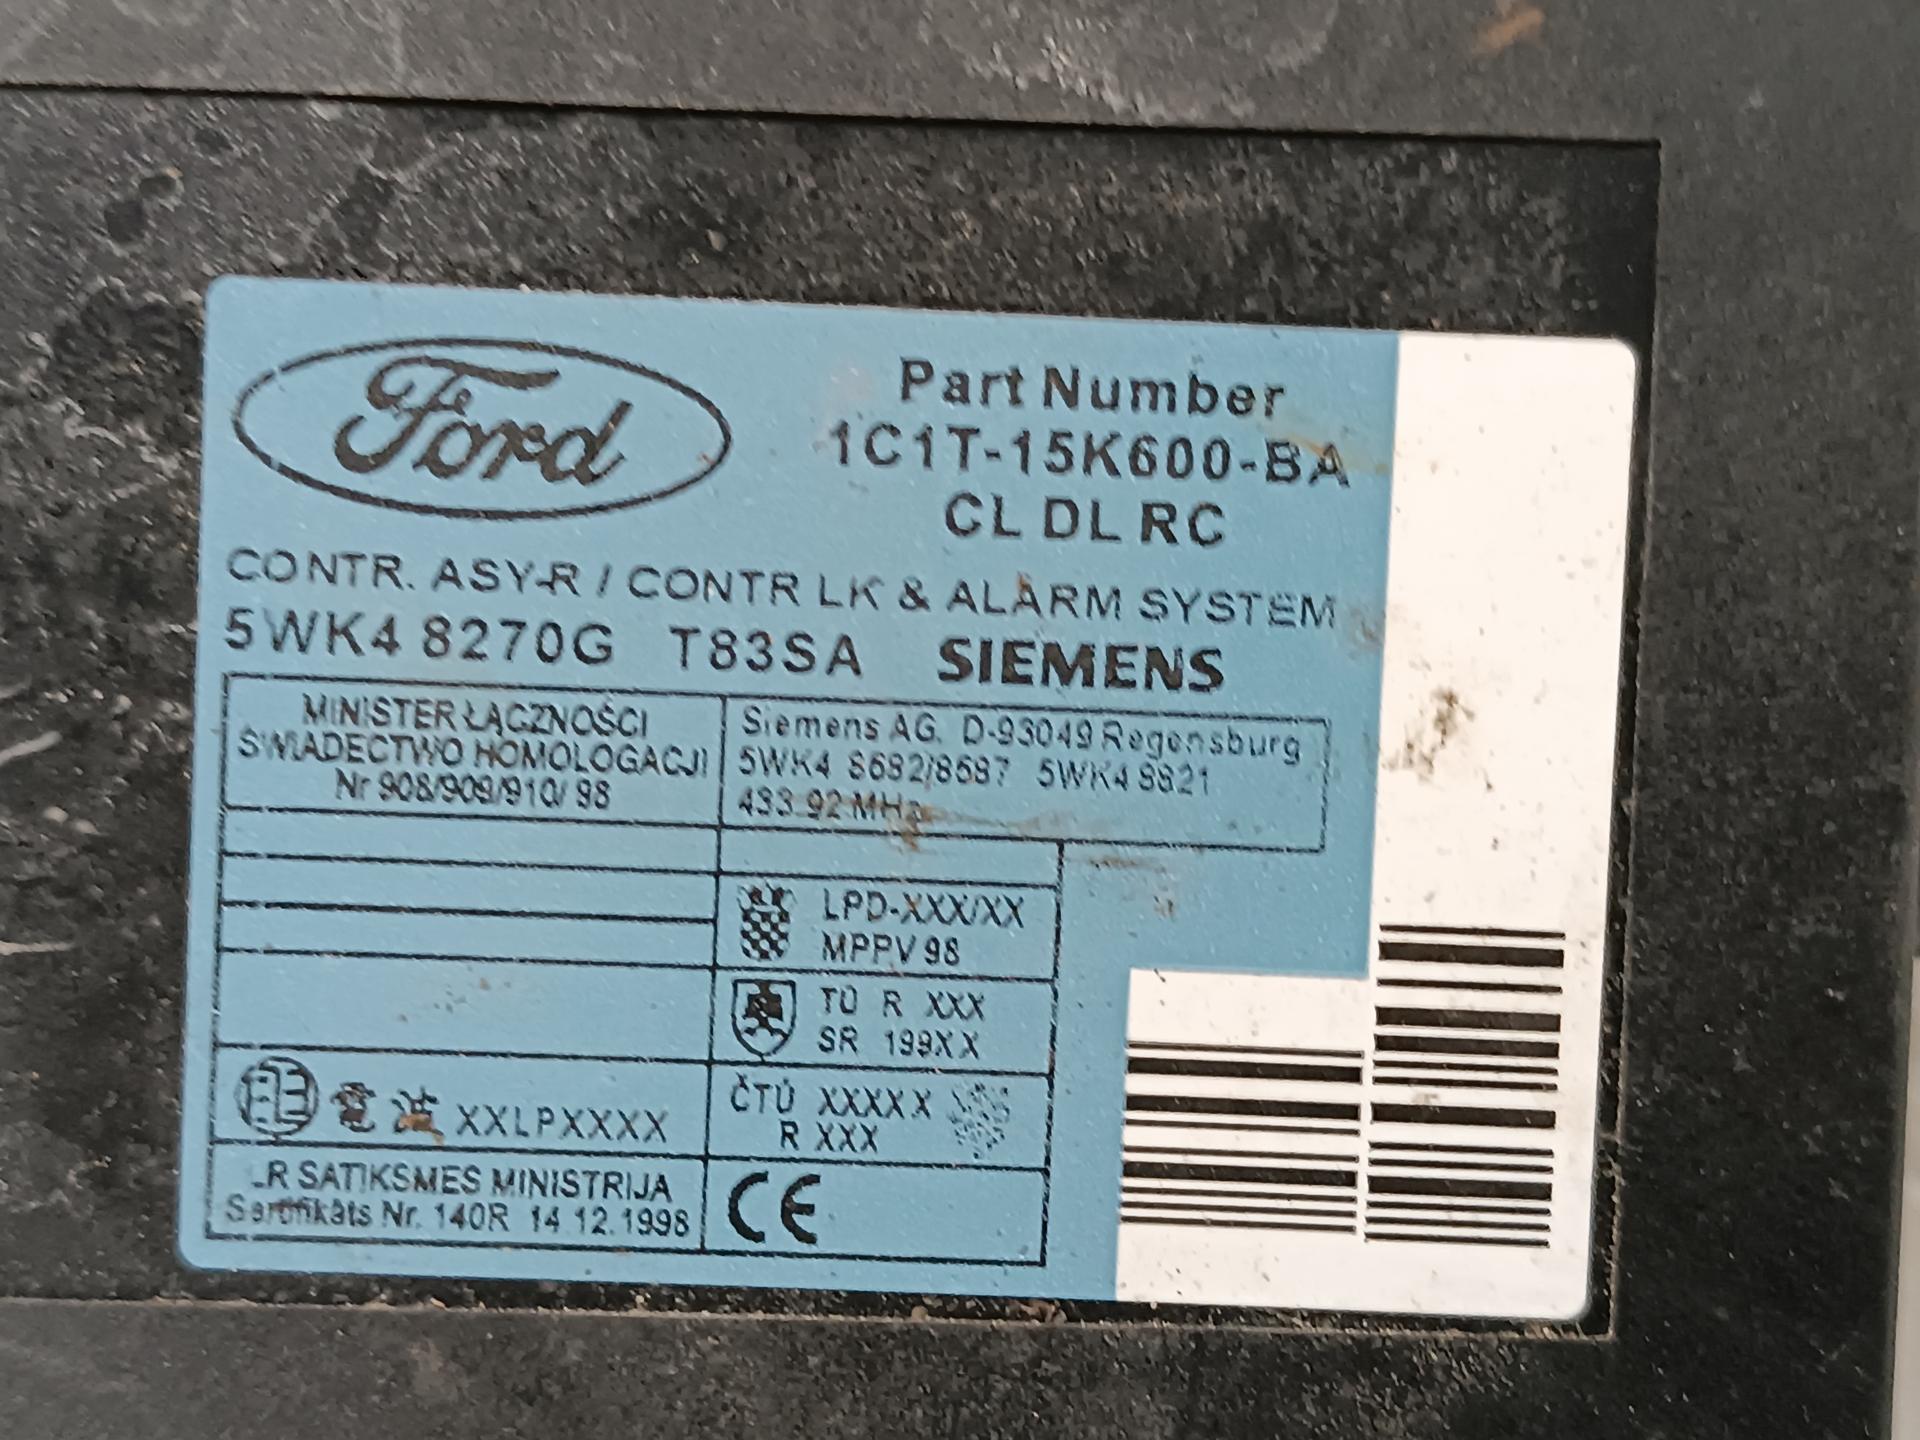 Ford
Part Number
1C1T-15K600-BA
CL DL RC
CONTR. ASY-R / CONTR LK & ALARM SYSTEM
5WK4 8270G T83SA SIEMENS
MINISTER ŁĄCZNOŚCI
ŚWIADECTWO HOMOLOGACJI
Nr 908/909/910/98
Siemens AG, D-93049 Regensburg
5WK4 8682/8687 5WK4 8821
433.92 MHz
LPD-XXX/XX
MPPV 98
TÚ R XXX
SR 199XX
電波 XXLPXXXX
ČTÚ XXXXX
R XXX
LR SATIKSMES MINISTRIJA
Sertifikāts Nr. 140R 14.12.1998
CE